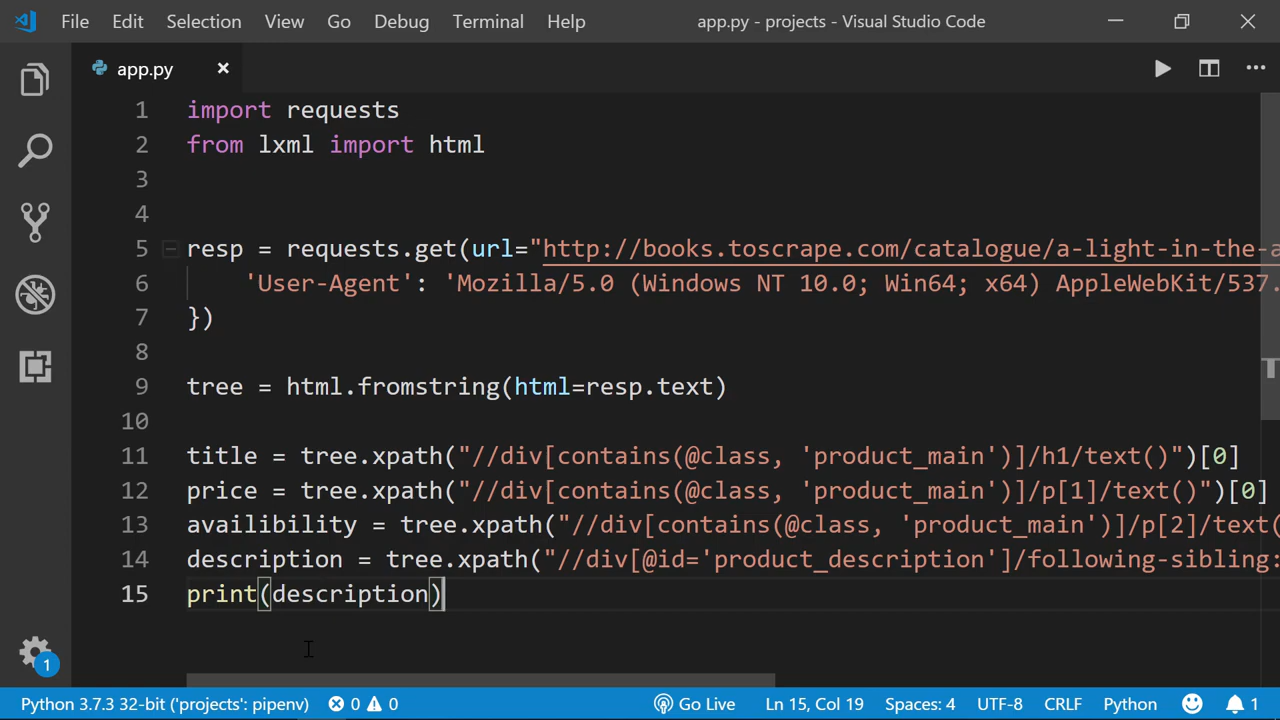 File Edit Selection View Go Debug Terminal Help app.py - projects - Visual Studio Code
app.py
1 import requests
2 from lxml import html
3
4
5 resp = requests.get(url="http://books.toscrape.com/catalogue/a-light-in-the-a
6 'User-Agent': 'Mozilla/5.0 (Windows NT 10.0; Win64; x64) AppleWebKit/537.
7 })
8
9 tree = html.fromstring(html=resp.text)
10
11 title = tree.xpath("//div[contains(@class, 'product_main')]/h1/text()")[0]
12 price = tree.xpath("//div[contains(@class, 'product_main')]/p[1]/text()")[0]
13 availibility = tree.xpath("//div[contains(@class, 'product_main')]/p[2]/text(
14 description = tree.xpath("//div[@id='product_description']/following-sibling:
15 print(description)
1
Python 3.7.3 32-bit ('projects': pipenv) 0 0 Go Live Ln 15, Col 19 Spaces: 4 UTF-8 CRLF Python 1